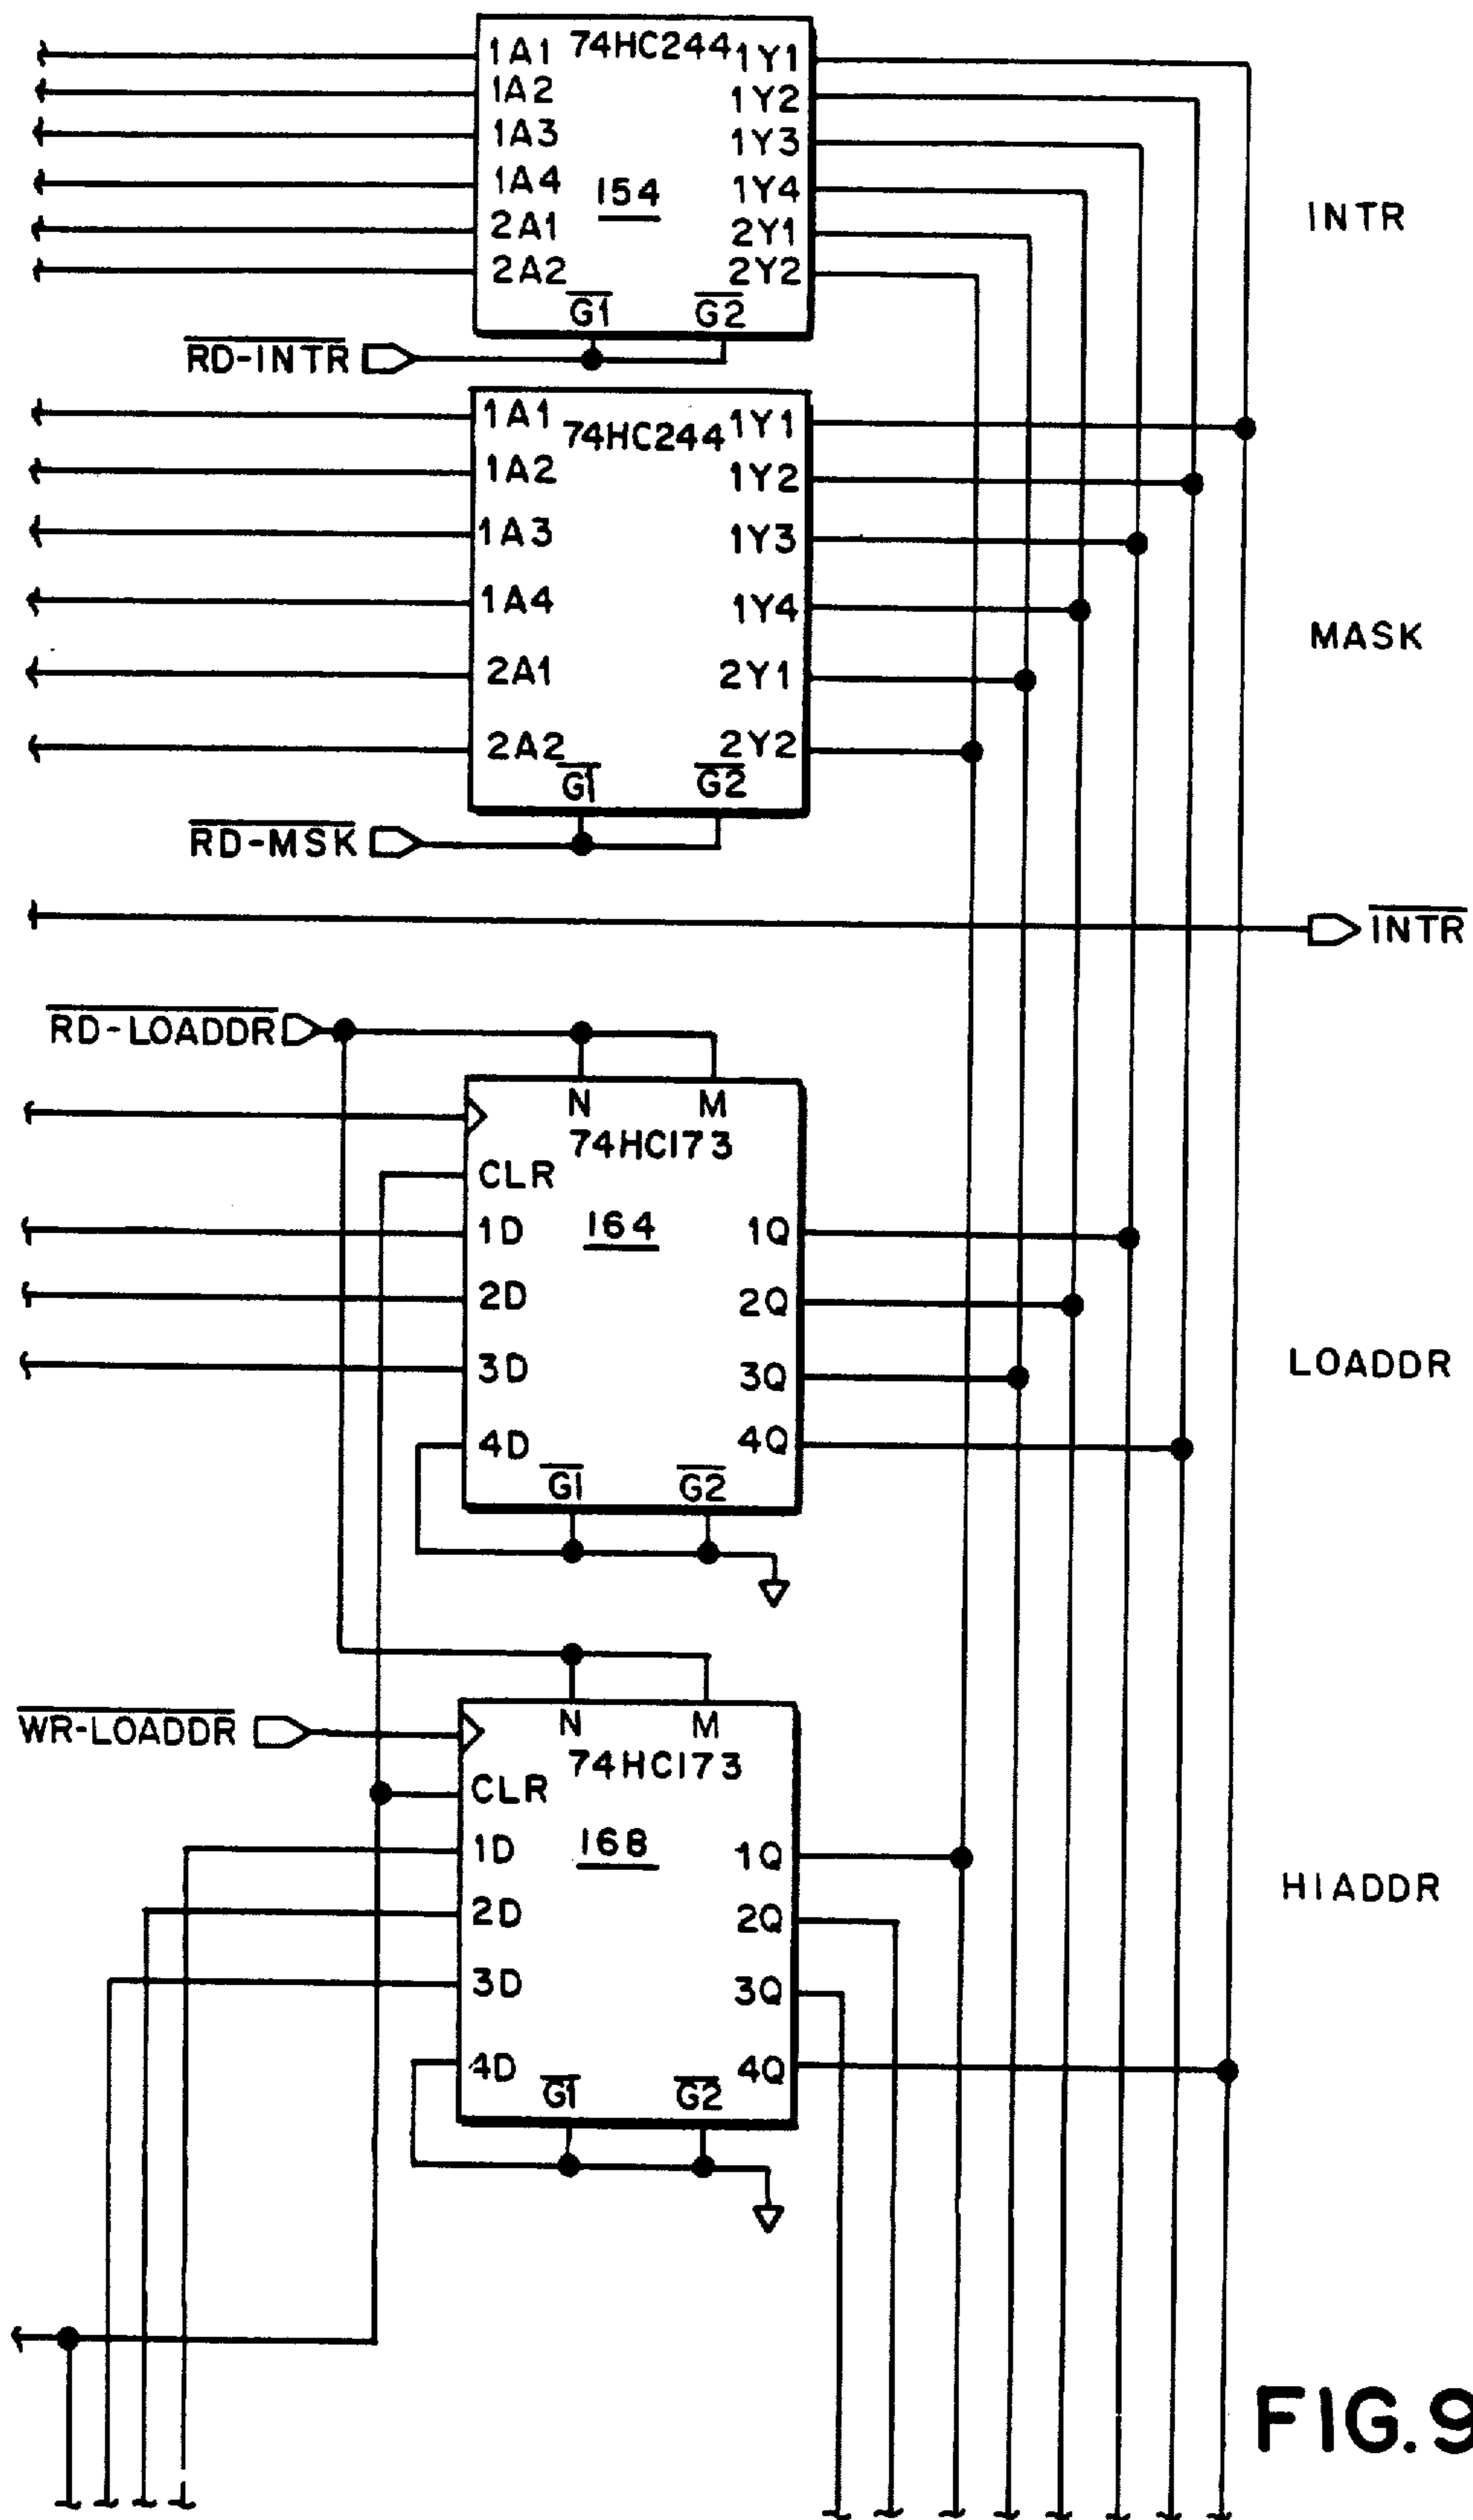 1A1 74HC244 1Y1
1A2 1Y2
1A3 1Y3
1A4 154 1Y4
INTR
2A1 2Y1
2A2 2Y2
G1 G2
RD-INTR
1A1 74HC244 1Y1
1A2 1Y2
1A3 1Y3
1A4 1Y4
MASK
2A1 2Y1
2A2 2Y2
G1 G2
RD-MSK
INTR
RD-LOADDR
N M
74HC173
CLR
1D 164 1Q
2D 2Q
3D 3Q
LOADDR
4D 4Q
G1 G2
WR-LOADDR
N M
74HC173
CLR
1D 168 1Q
HIADDR
2D 2Q
3D 3Q
4D 4Q
G1 G2
FIG.9